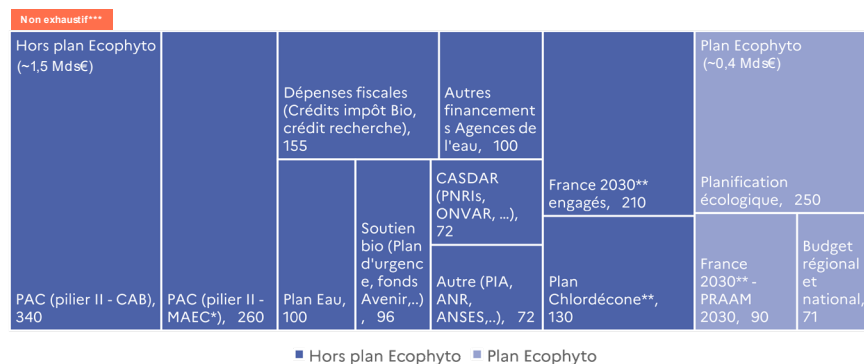 Non exhaustif***
Hors plan Ecophyto
(~1,5 Mds€)
PAC (pilier II - CAB),
340
PAC (pilier II -
MAEC*), 260
Dépenses fiscales
(Crédits impôt Bio,
crédit recherche),
155
Autres
financement
s Agences de
l'eau, 100
Plan Eau,
100
Soutien
bio (Plan
d'urgenc
e, fonds
Avenir,..)
, 96
CASDAR
(PNRIs,
ONVAR, ...),
72
Autre (PIA,
ANR,
ANSES,..), 72
France 2030**
engagés, 210
Plan
Chlordécone**,
130
Plan Ecophyto
(~0,4 Mds€)
Planification
écologique, 250
France
2030** -
PRAAM
2030, 90
Budget
régional
et
national,
71
Hors plan Ecophyto
Plan Ecophyto